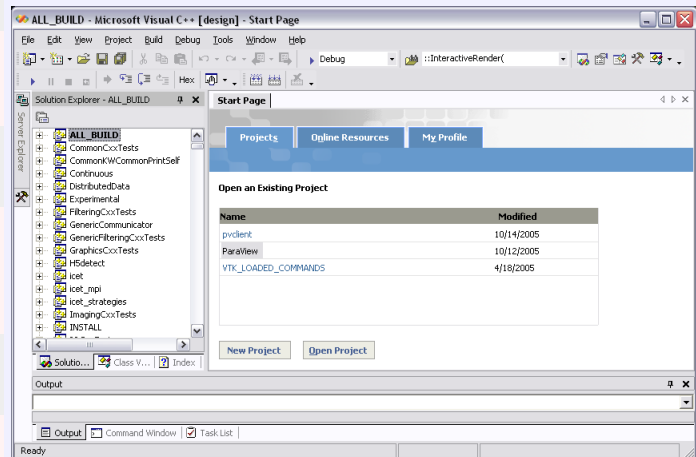 ALL_BUILD - Microsoft Visual C++ [design] - Start Page
File Edit View Project Build Debug Tools Window Help
Debug ::InteractiveRender(
Hex
Solution Explorer - ALL_BUILD
Start Page
Server Explorer
ALL_BUILD
CommonCxxTests
CommonKWCommonPrintSelf
Continuous
DistributedData
Experimental
FilteringCxxTests
GenericCommunicator
GenericFilteringCxxTests
GraphicsCxxTests
H5detect
icet
icet_mpi
icet_strategies
ImagingCxxTests
INSTALL
Solutio... Class V... Index
Projects Online Resources My Profile
Open an Existing Project
Name Modified
pvclient 10/14/2005
ParaView 10/12/2005
VTK_LOADED_COMMANDS 4/18/2005
New Project Open Project
Output
Output Command Window Task List
Ready